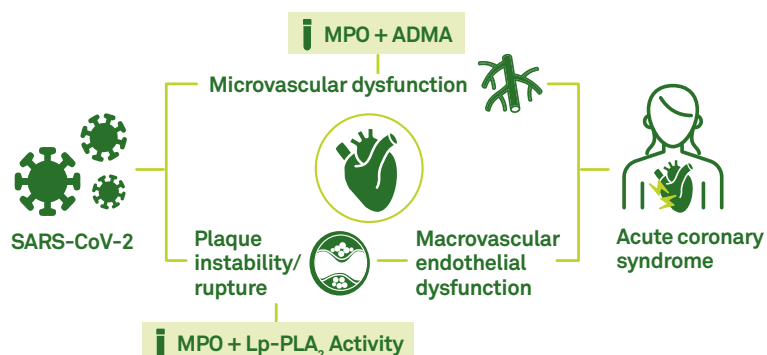 MPO + ADMA
Microvascular dysfunction
SARS-CoV-2
Plaque
instability/
rupture
Macrovascular
endothelial
dysfunction
Acute coronary
syndrome
MPO + Lp-PLA₂ Activity